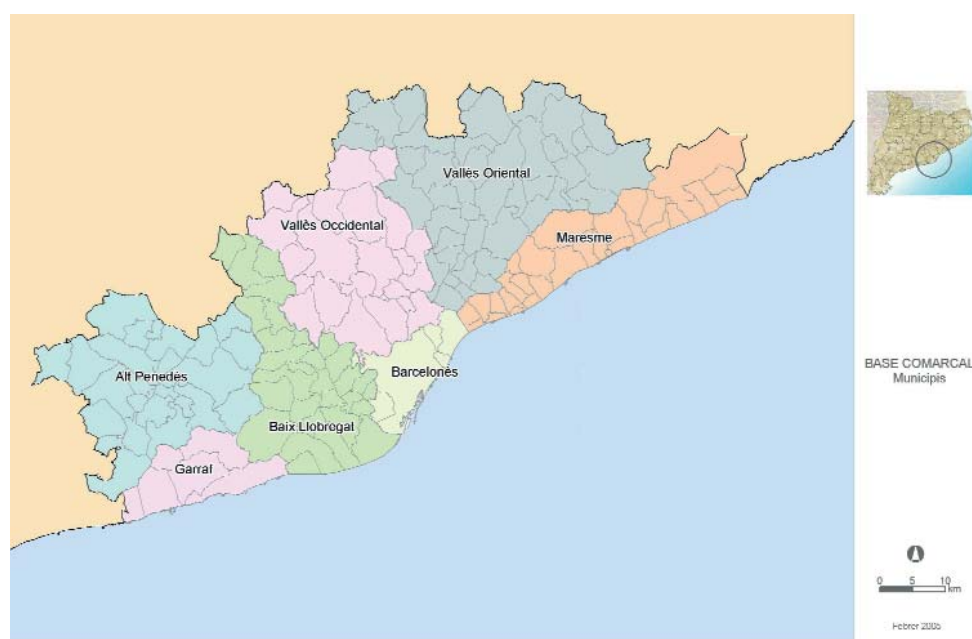 Vallès Oriental
Vallès Occidental
Maresme
Alt Penedès
Barcelonès
Baix Llobregat
Garraf
BASE COMARCAL
Municipis
0 5 10
km
Febrer 2005